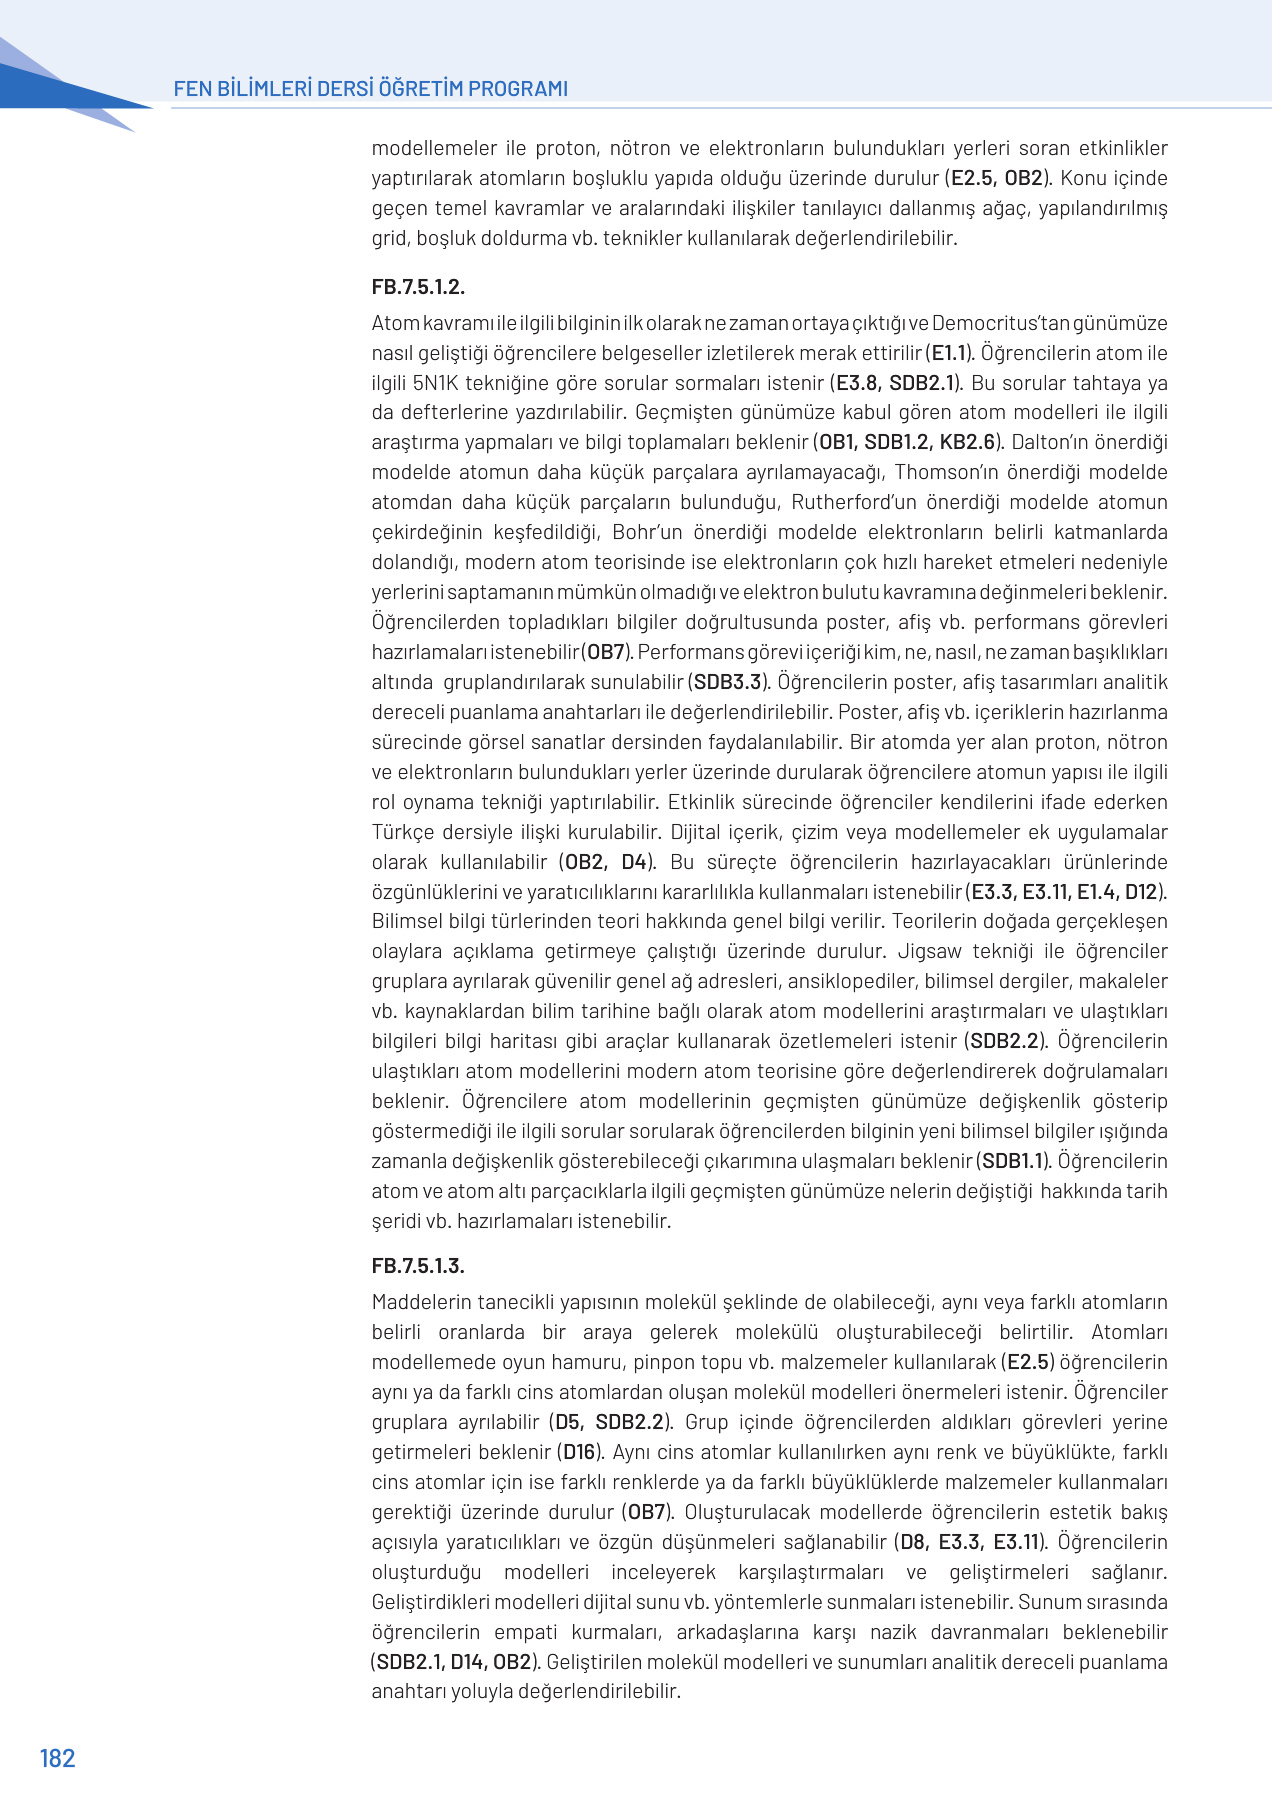 FEN BİLİMLERİ DERSİ ÖĞRETİM PROGRAMI
modellemeler ile proton, nötron ve elektronların bulundukları yerleri soran etkinlikler
yaptırılarak atomların boşluklu yapıda olduğu üzerinde durulur (E2.5, OB2). Konu içinde
geçen temel kavramlar ve aralarındaki ilişkiler tanılayıcı dallanmış ağaç, yapılandırılmış
grid, boşluk doldurma vb. teknikler kullanılarak değerlendirilebilir.
FB.7.5.1.2.
Atom kavramı ile ilgili bilginin ilk olarak ne zaman ortaya çıktığı ve Democritus’tan günümüze
nasıl geliştiği öğrencilere belgeseller izletilerek merak ettirilir (E1.1). Öğrencilerin atom ile
ilgili 5N1K tekniğine göre sorular sormaları istenir (E3.8, SDB2.1). Bu sorular tahtaya ya
da defterlerine yazdırılabilir. Geçmişten günümüze kabul gören atom modelleri ile ilgili
araştırma yapmaları ve bilgi toplamaları beklenir (OB1, SDB1.2, KB2.6). Dalton’ın önerdiği
modelde atomun daha küçük parçalara ayrılamayacağı, Thomson’ın önerdiği modelde
atomdan daha küçük parçaların bulunduğu, Rutherford’un önerdiği modelde atomun
çekirdeğinin keşfedildiği, Bohr’un önerdiği modelde elektronların belirli katmanlarda
dolandığı, modern atom teorisinde ise elektronların çok hızlı hareket etmeleri nedeniyle
yerlerini saptamanın mümkün olmadığı ve elektron bulutu kavramına değinmeleri beklenir.
Öğrencilerden topladıkları bilgiler doğrultusunda poster, afiş vb. performans görevleri
hazırlamaları istenebilir (OB7). Performans görevi içeriği kim, ne, nasıl, ne zaman başıklıkları
altında gruplandırılarak sunulabilir (SDB3.3). Öğrencilerin poster, afiş tasarımları analitik
dereceli puanlama anahtarları ile değerlendirilebilir. Poster, afiş vb. içeriklerin hazırlanma
sürecinde görsel sanatlar dersinden faydalanılabilir. Bir atomda yer alan proton, nötron
ve elektronların bulundukları yerler üzerinde durularak öğrencilere atomun yapısı ile ilgili
rol oynama tekniği yaptırılabilir. Etkinlik sürecinde öğrenciler kendilerini ifade ederken
Türkçe dersiyle ilişki kurulabilir. Dijital içerik, çizim veya modellemeler ek uygulamalar
olarak kullanılabilir (OB2, D4). Bu süreçte öğrencilerin hazırlayacakları ürünlerinde
özgünlüklerini ve yaratıcılıklarını kararlılıkla kullanmaları istenebilir (E3.3, E3.11, E1.4, D12).
Bilimsel bilgi türlerinden teori hakkında genel bilgi verilir. Teorilerin doğada gerçekleşen
olaylara açıklama getirmeye çalıştığı üzerinde durulur. Jigsaw tekniği ile öğrenciler
gruplara ayrılarak güvenilir genel ağ adresleri, ansiklopediler, bilimsel dergiler, makaleler
vb. kaynaklardan bilim tarihine bağlı olarak atom modellerini araştırmaları ve ulaştıkları
bilgileri bilgi haritası gibi araçlar kullanarak özetlemeleri istenir (SDB2.2). Öğrencilerin
ulaştıkları atom modellerini modern atom teorisine göre değerlendirerek doğrulamaları
beklenir. Öğrencilere atom modellerinin geçmişten günümüze değişkenlik gösterip
göstermediği ile ilgili sorular sorularak öğrencilerden bilginin yeni bilimsel bilgiler ışığında
zamanla değişkenlik gösterebileceği çıkarımına ulaşmaları beklenir (SDB1.1). Öğrencilerin
atom ve atom altı parçacıklarla ilgili geçmişten günümüze nelerin değiştiği hakkında tarih
şeridi vb. hazırlamaları istenebilir.
FB.7.5.1.3.
Maddelerin tanecikli yapısının molekül şeklinde de olabileceği, aynı veya farklı atomların
belirli oranlarda bir araya gelerek molekülü oluşturabileceği belirtilir. Atomları
modellemede oyun hamuru, pinpon topu vb. malzemeler kullanılarak (E2.5) öğrencilerin
aynı ya da farklı cins atomlardan oluşan molekül modelleri önermeleri istenir. Öğrenciler
gruplara ayrılabilir (D5, SDB2.2). Grup içinde öğrencilerden aldıkları görevleri yerine
getirmeleri beklenir (D16). Aynı cins atomlar kullanılırken aynı renk ve büyüklükte, farklı
cins atomlar için ise farklı renklerde ya da farklı büyüklüklerde malzemeler kullanmaları
gerektiği üzerinde durulur (OB7). Oluşturulacak modellerde öğrencilerin estetik bakış
açısıyla yaratıcılıkları ve özgün düşünmeleri sağlanabilir (D8, E3.3, E3.11). Öğrencilerin
oluşturduğu modelleri inceleyerek karşılaştırmaları ve geliştirmeleri sağlanır.
Geliştirdikleri modelleri dijital sunu vb. yöntemlerle sunmaları istenebilir. Sunum sırasında
öğrencilerin empati kurmaları, arkadaşlarına karşı nazik davranmaları beklenebilir
(SDB2.1, D14, OB2). Geliştirilen molekül modelleri ve sunumları analitik dereceli puanlama
anahtarı yoluyla değerlendirilebilir.
182